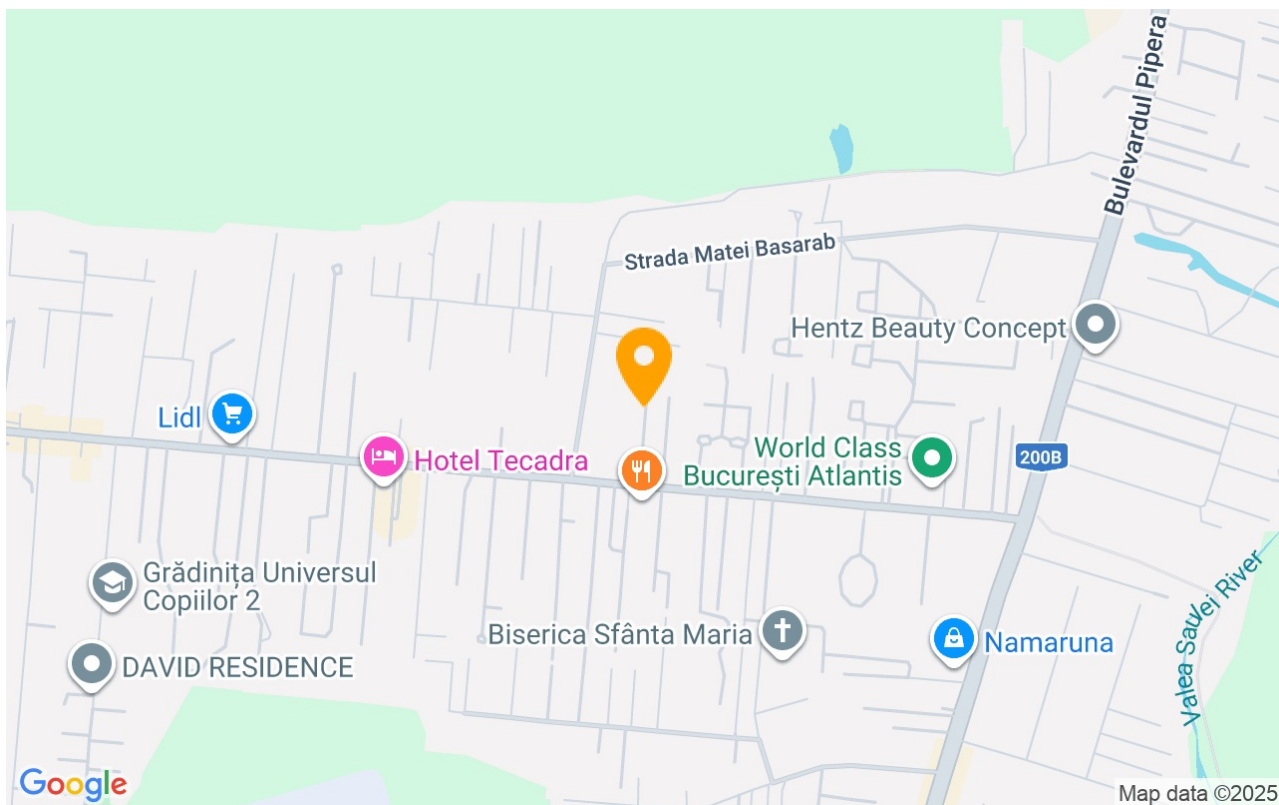 Bulevardul Pipera
Strada Matei Basarab
Hentz Beauty Concept
Lidl
Hotel Tecadra
World Class
București Atlantis
200B
Grădinița Universul
Copiilor 2
Biserica Sfânta Maria
Namaruna
DAVID RESIDENCE
Valea Saulei River
Google
Map data ©2025